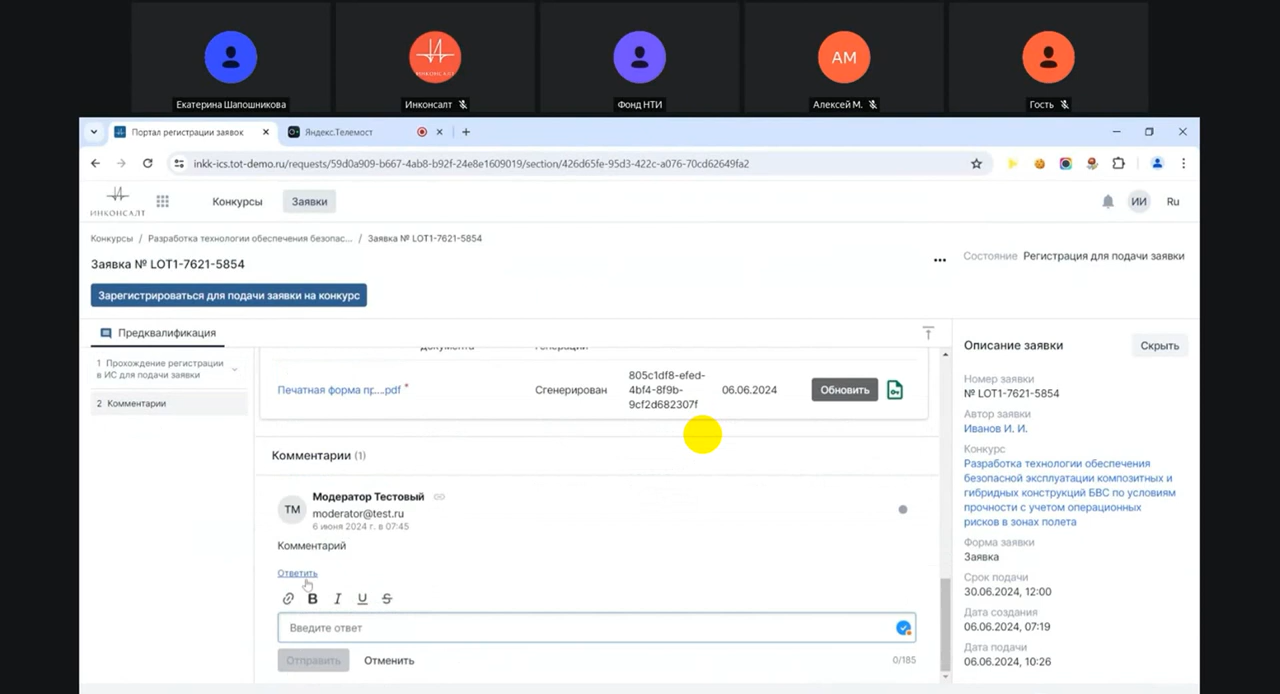 Екатерина Шапошникова
ИНКОНСАЛТ
Инконсалт
Фонд НТИ
АМ
Алексей М.
Гость
Портал регистрации заявок
Яндекс.Телемост
inkk-ics.tot-demo.ru/requests/59d0a909-b667-4ab8-b92f-24e8e1609019/section/426d65fe-95d3-422c-a076-70cd62649fa2
ИНКОНСАЛТ
Конкурсы
Заявки
ИИ
Ru
Конкурсы / Разработка технологии обеспечения безопас... / Заявка № LOT1-7621-5854
Заявка № LOT1-7621-5854
Состояние Регистрация для подачи заявки
Зарегистрироваться для подачи заявки на конкурс
Предквалификация
1 Прохождение регистрации
в ИС для подачи заявки
2 Комментарии
документа
генерации
Печатная форма пр....pdf *
Сгенерирован
805c1df8-efed-
4bf4-8f9b-
9cf2d682307f
06.06.2024
Обновить
Комментарии (1)
ТМ
Модератор Тестовый
moderator@test.ru
6 июня 2024 г. в 07:45
Комментарий
Ответить
B I U S
Введите ответ
Отправить
Отменить
0/185
Описание заявки
Скрыть
Номер заявки
№ LOT1-7621-5854
Автор заявки
Иванов И. И.
Конкурс
Разработка технологии обеспечения
безопасной эксплуатации композитных и
гибридных конструкций БВС по условиям
прочности с учетом операционных
рисков в зонах полета
Форма заявки
Заявка
Срок подачи
30.06.2024, 12:00
Дата создания
06.06.2024, 07:19
Дата подачи
06.06.2024, 10:26